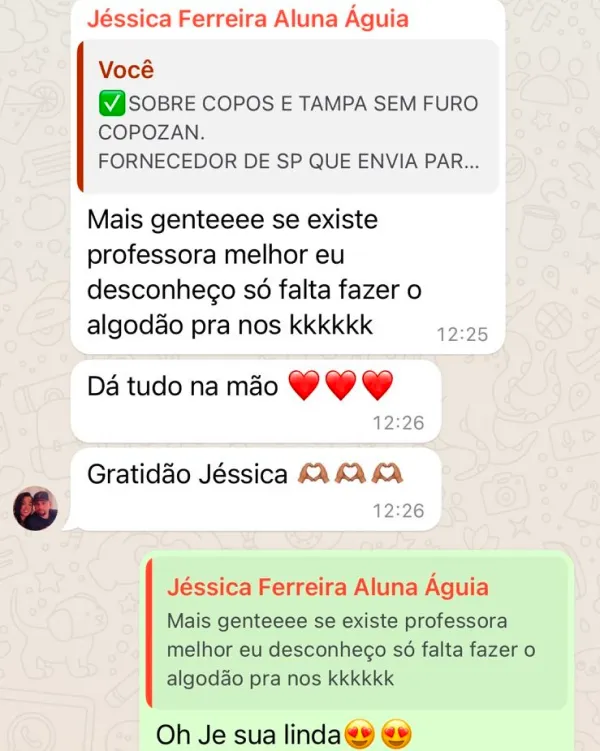 Jéssica Ferreira Aluna Águia
Você
✅SOBRE COPOS E TAMPA SEM FURO
COPOZAN.
FORNECEDOR DE SP QUE ENVIA PAR...
Mais genteeee se existe
professora melhor eu
desconheço só falta fazer o
algodão pra nos kkkkkk
12:25
Dá tudo na mão ❤️❤️❤️
12:26
Gratidão Jéssica 🫶🏽🫶🏽🫶🏽
12:26
Jéssica Ferreira Aluna Águia
Mais genteeee se existe professora
melhor eu desconheço só falta fazer o
algodão pra nos kkkkkk
Oh Je sua linda😍😍